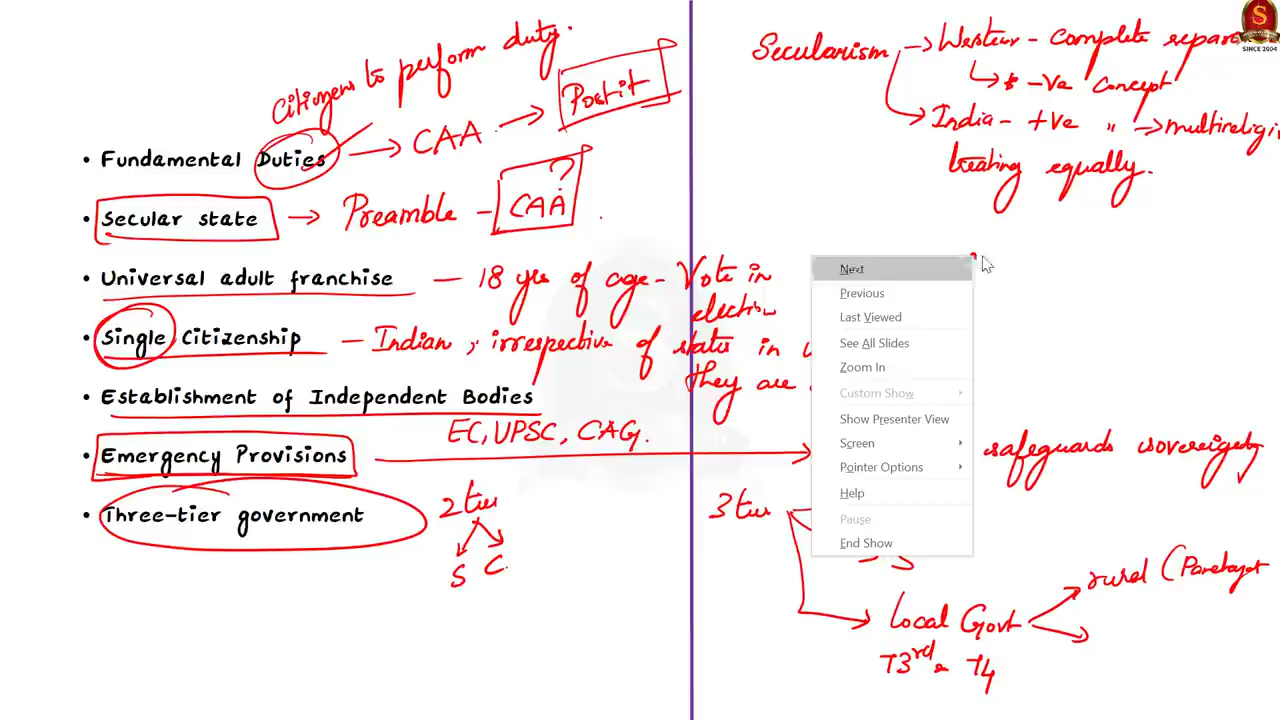 Citizens to perform duty.
• Fundamental Duties → CAA → Postit
• Secular state → Preamble - CAA ?
• Universal adult franchise — 18 yrs of age - Vote in
election
• Single Citizenship — Indian, irrespective of states in
they are
• Establishment of Independent Bodies
EC, UPSC, CAG.
• Emergency Provisions
• Three-tier government
2 tier
S C.
Secularism → Western - complete separa
→ -Ve concept
→ India - +Ve " → multireligi
treating equally.
safeguards sovereignty
3 tier
S
Local Govt
rural (Panchayat
73rd & 74
Next
Previous
Last Viewed
See All Slides
Zoom In
Custom Show
Show Presenter View
Screen
Pointer Options
Help
Pause
End Show
S
SINCE 2004